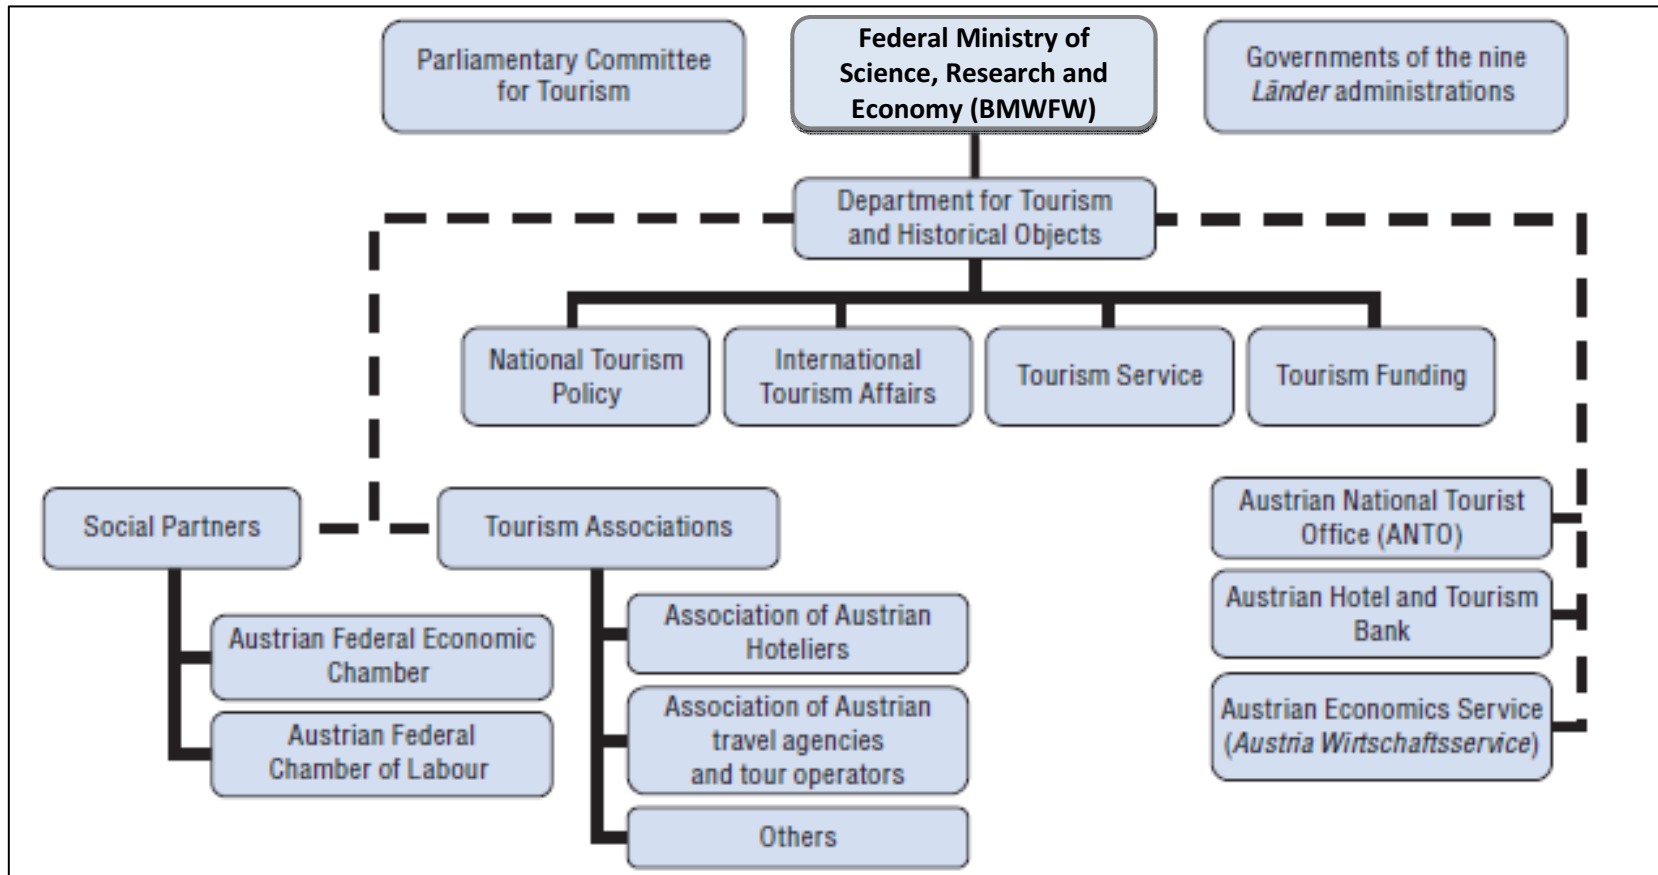 Parliamentary Committee
for Tourism
Federal Ministry of
Science, Research and
Economy (BMWFW)
Governments of the nine
Länder administrations
Department for Tourism
and Historical Objects
National Tourism
Policy
International
Tourism Affairs
Tourism Service
Tourism Funding
Social Partners
Tourism Associations
Austrian Federal Economic
Chamber
Austrian Federal
Chamber of Labour
Association of Austrian
Hoteliers
Association of Austrian
travel agencies
and tour operators
Others
Austrian National Tourist
Office (ANTO)
Austrian Hotel and Tourism
Bank
Austrian Economics Service
(Austria Wirtschaftsservice)